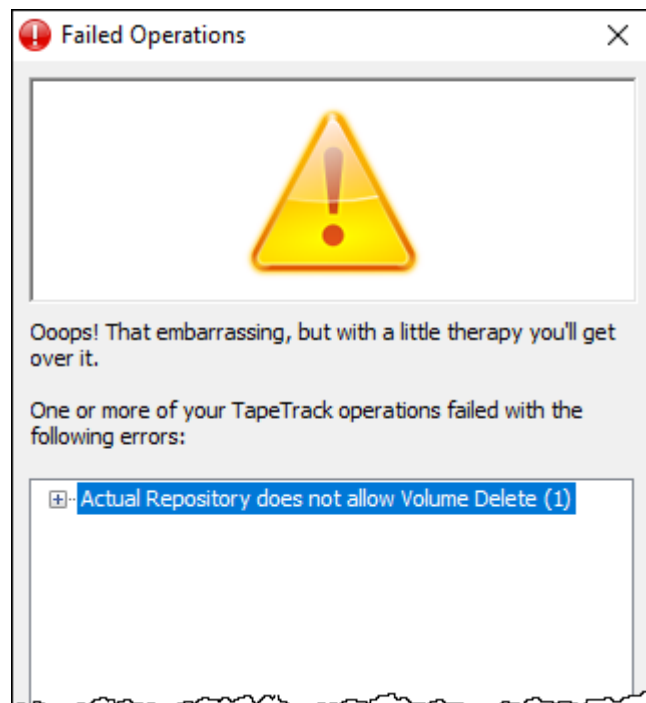 Failed Operations
Ooops! That embarrassing, but with a little therapy you'll get
over it.
One or more of your TapeTrack operations failed with the
following errors:
Actual Repository does not allow Volume Delete (1)